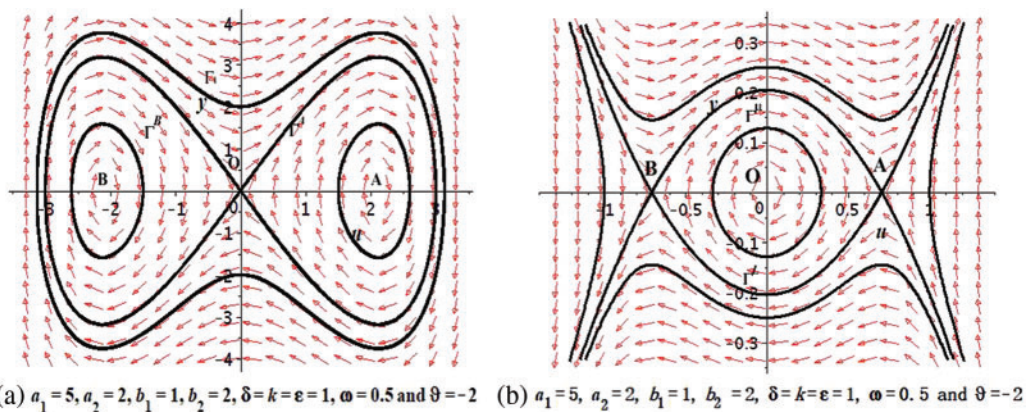 4
3
2
1
0
-1
-2
-3
-4
-3
-2
-1
1
2
3
y
u
O
A
B
Γ^B
0.3
0.2
0.1
0
-0.1
-0.2
-0.3
-1
-0.5
0.5
1
y
u
O
A
B
(a) a₁ = 5, a₂ = 2, b₁ = 1, b₂ = 2, δ = k = ε = 1, ω = 0.5 and ϑ = -2
(b) a₁ = 5, a₂ = 2, b₁ = 1, b₂ = 2, δ = k = ε = 1, ω = 0.5 and ϑ = -2